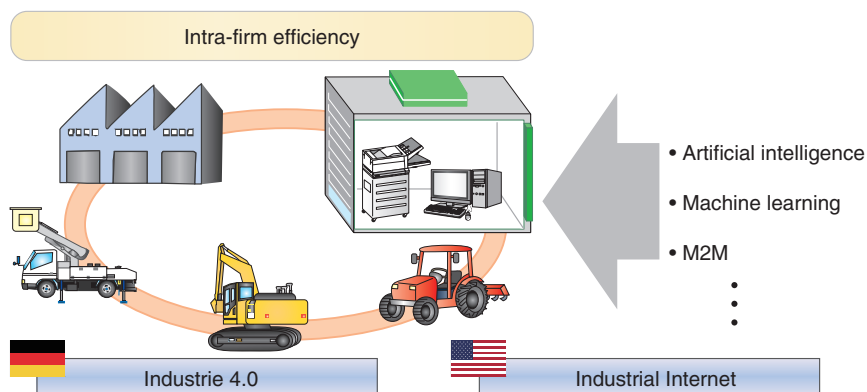 Intra-firm efficiency
• Artificial intelligence
• Machine learning
• M2M
Industrie 4.0
Industrial Internet